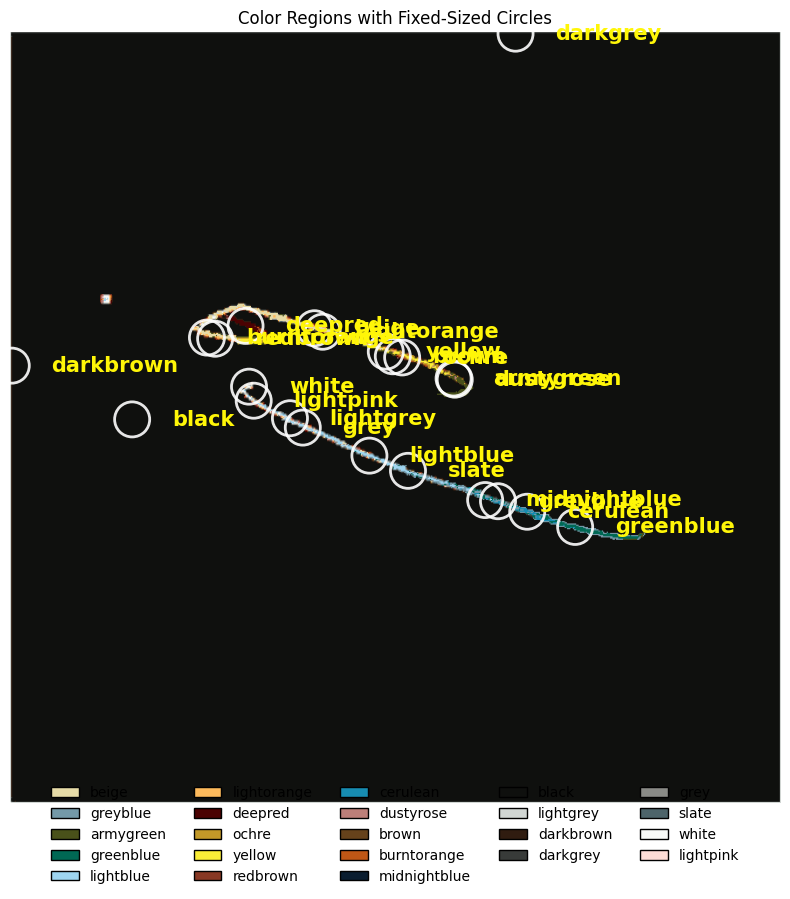 Color Regions with Fixed-Sized Circles
darkgrey
deepred
beige
lightorange
redbrown
yellow
darkbrown
armygreen
dustyrose
white
lightpink
black
lightgrey
grey
lightblue
slate
midnightblue
greyblue
cerulean
greenblue
beige lightorange cerulean black grey
greyblue deepred dustyrose lightgrey slate
armygreen ochre brown darkbrown white
greenblue yellow burntorange darkgrey lightpink
lightblue redbrown midnightblue